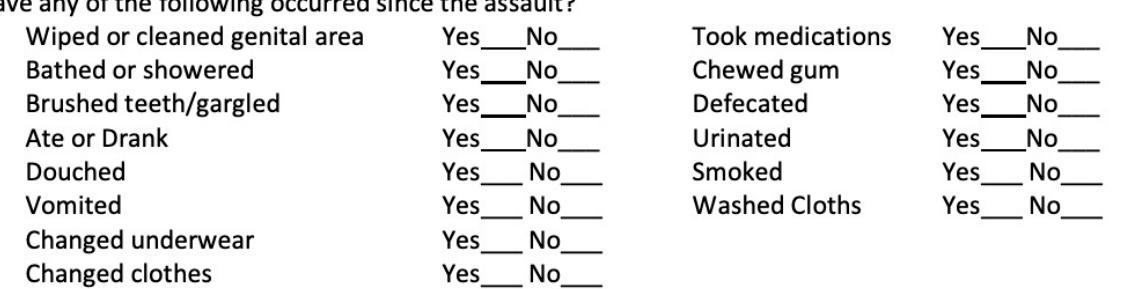 ave any of the following occurred since the assault?
Wiped or cleaned genital area Yes___No___ Took medications Yes___No___
Bathed or showered Yes___No___ Chewed gum Yes___No___
Brushed teeth/gargled Yes___No___ Defecated Yes___No___
Ate or Drank Yes___No___ Urinated Yes___No___
Douched Yes___ No___ Smoked Yes___ No___
Vomited Yes___ No___ Washed Cloths Yes___ No___
Changed underwear Yes___ No___
Changed clothes Yes___ No___